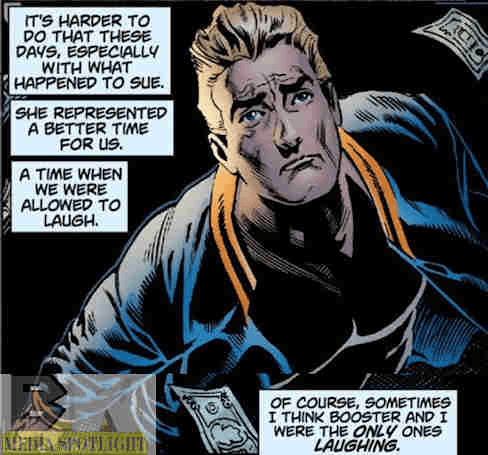 IT'S HARDER TO
DO THAT THESE
DAYS, ESPECIALLY
WITH WHAT
HAPPENED TO SUE.
SHE REPRESENTED
A BETTER TIME
FOR US.
A TIME WHEN
WE WERE
ALLOWED TO
LAUGH.
OF COURSE, SOMETIMES
I THINK BOOSTER AND I
WERE THE ONLY ONES
LAUGHING.
MEDIA SPOTLIGHT